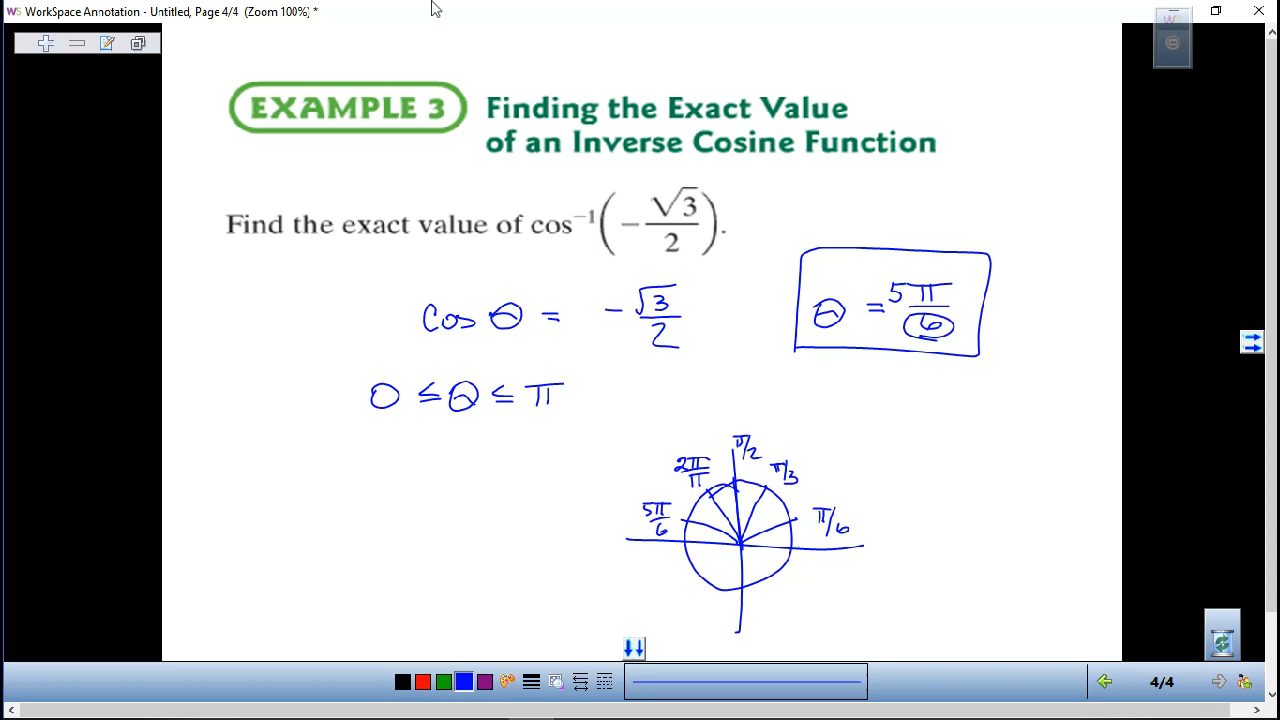 WorkSpace Annotation - Untitled, Page 4/4 (Zoom 100%) *
EXAMPLE 3 Finding the Exact Value
of an Inverse Cosine Function
Find the exact value of cos⁻¹(−√3/2).
cos θ = −√3/2
θ = 5π/6
0 ≤ θ ≤ π
π/2
2π/π
π/3
5π/6
π/6
4/4